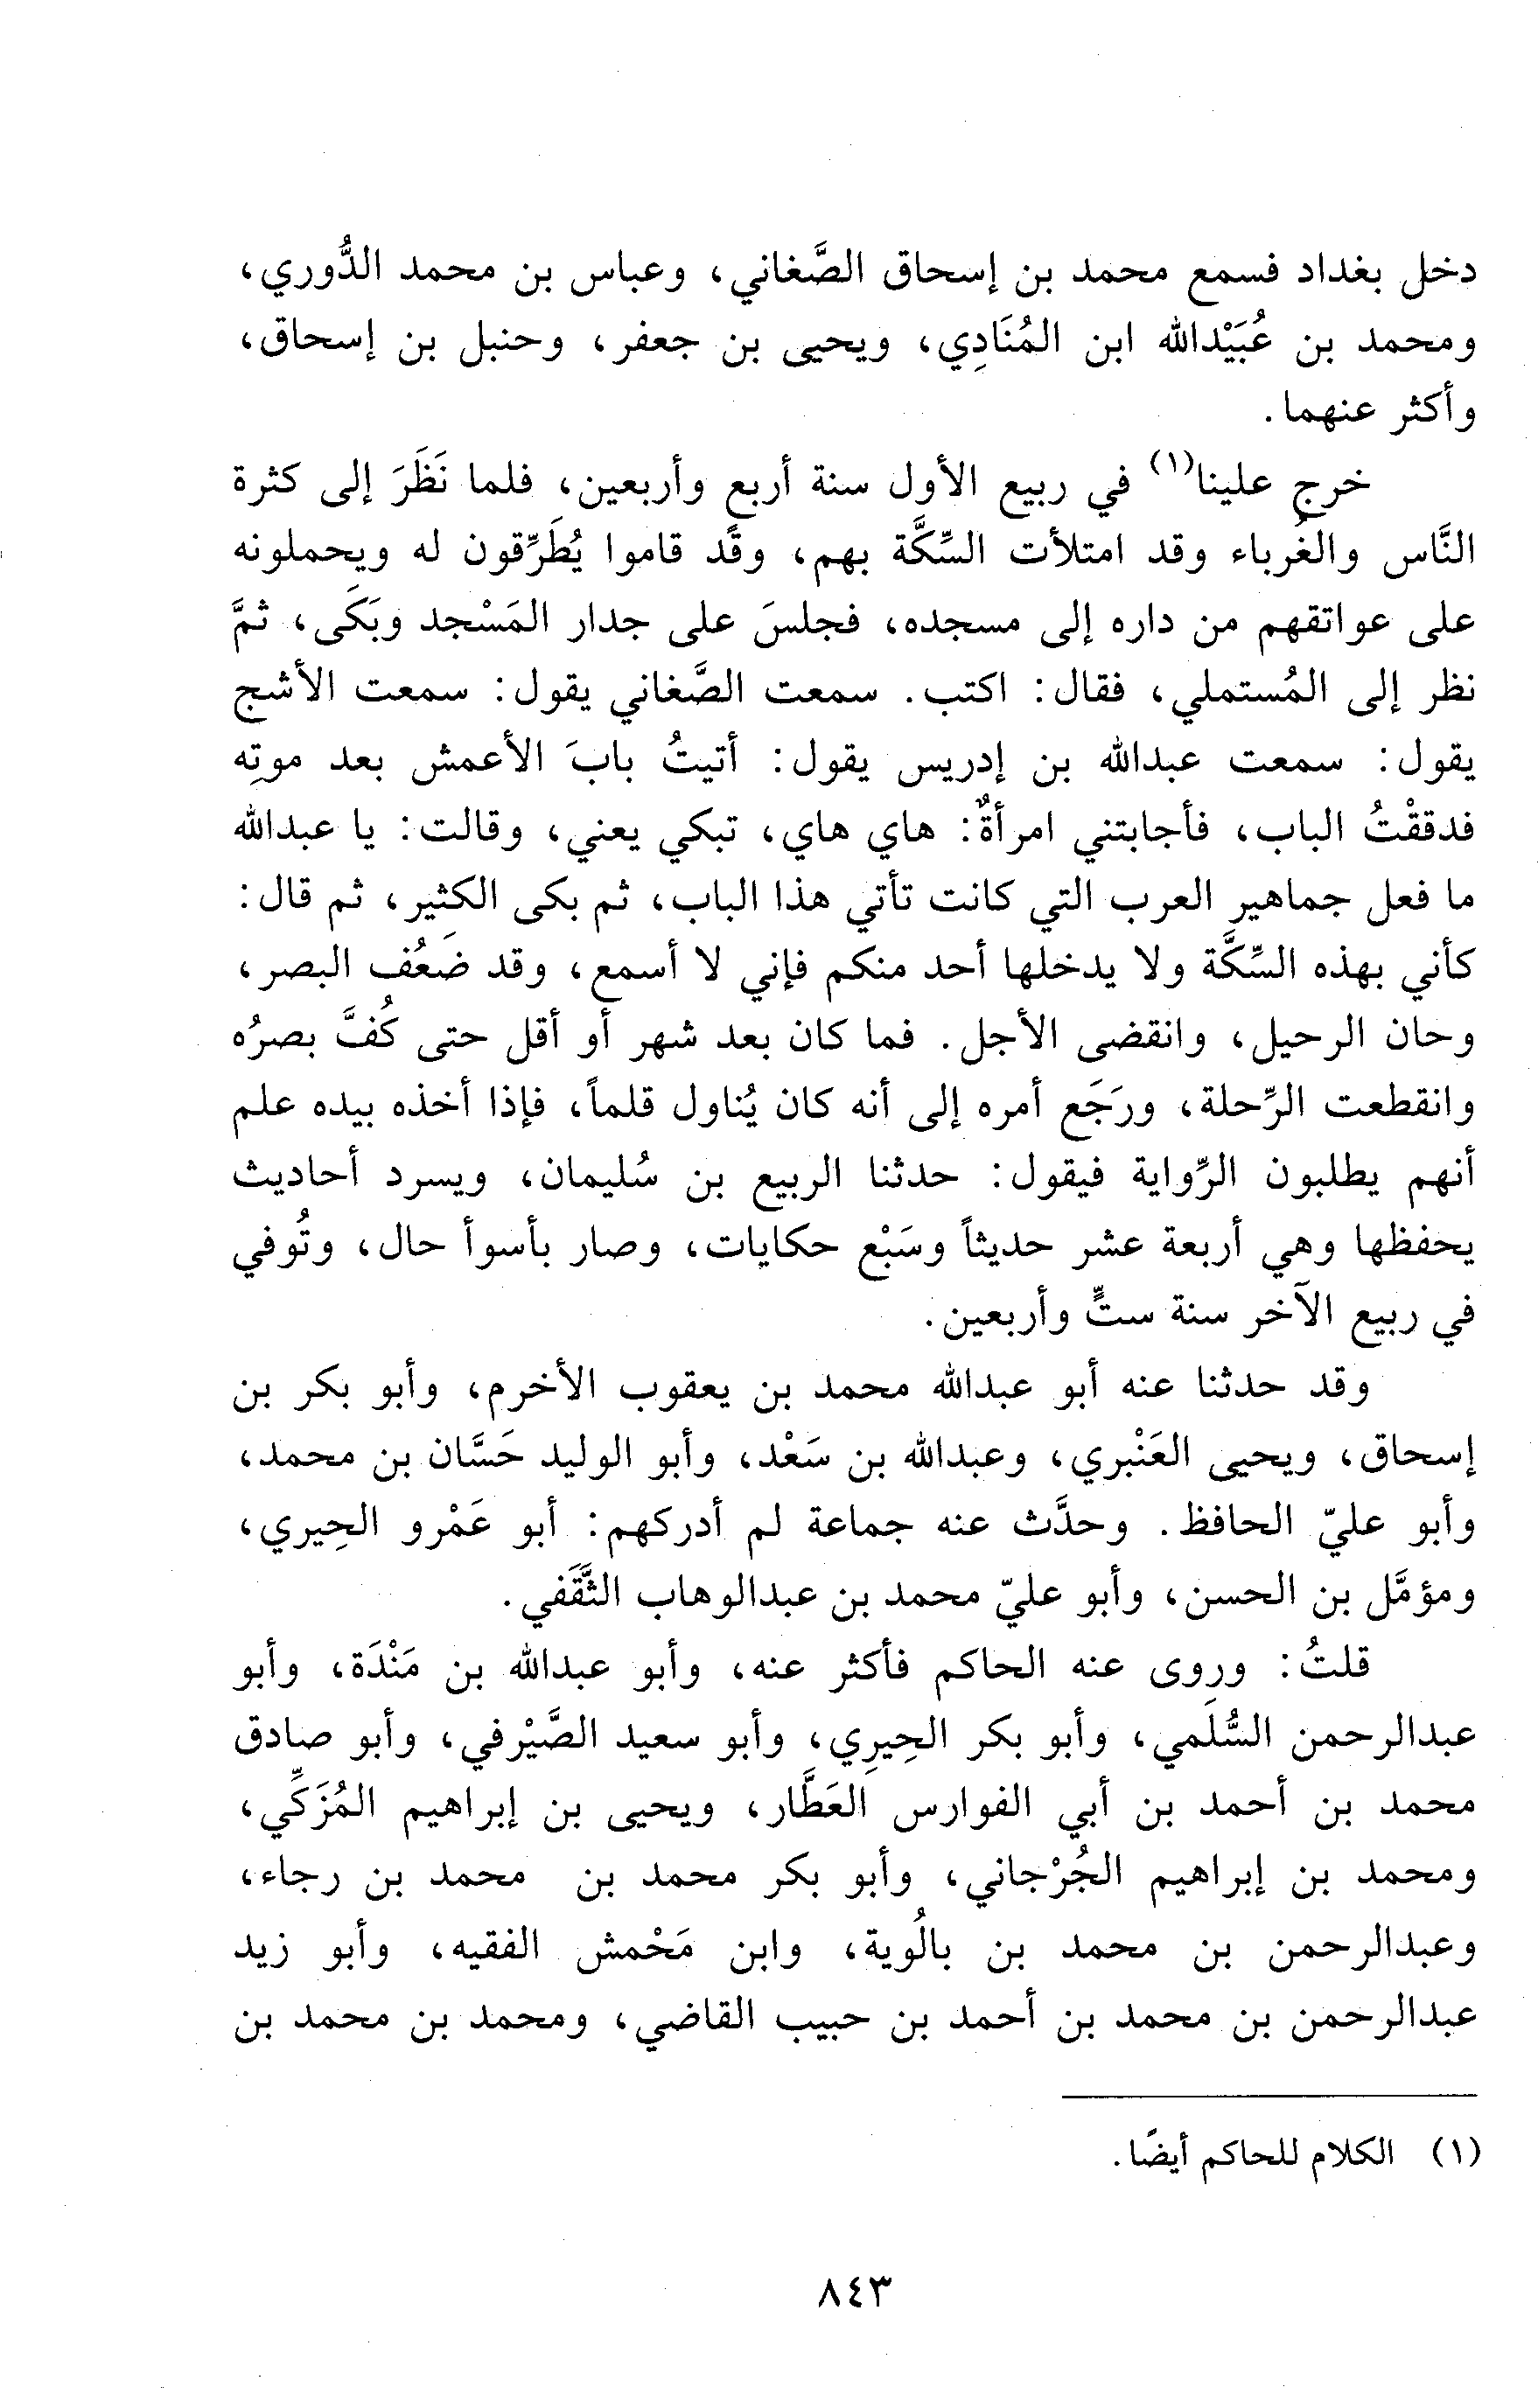 دخل بغداد فسمع محمد بن إسحاق الصَّغاني، وعباس بن محمد الدُّوري،
ومحمد بن عُبَيْدالله ابن المُنَادِي، ويحيى بن جعفر، وحنبل بن إسحاق،
وأكثر عنهما.
خرج علينا(١) في ربيع الأول سنة أربع وأربعين، فلما نَظَرَ إلى كثرة
النَّاس والغُرباء وقد امتلأت السِّكَّة بهم، وقد قاموا يُطَرِّقون له ويحملونه
على عواتقهم من داره إلى مسجده، فجلسَ على جدار المَسْجد وبَكَى، ثمَّ
نظر إلى المُستملي، فقال: اكتب. سمعت الصَّغاني يقول: سمعت الأشج
يقول: سمعت عبدالله بن إدريس يقول: أتيتُ بابَ الأعمش بعد موتِه
فدققْتُ الباب، فأجابتني امرأةٌ: هاي هاي، تبكي يعني، وقالت: يا عبدالله
ما فعل جماهير العرب التي كانت تأتي هذا الباب، ثم بكى الكثير، ثم قال:
كأني بهذه السِّكَّة ولا يدخلها أحد منكم فإني لا أسمع، وقد ضَعُف البصر،
وحان الرحيل، وانقضى الأجل. فما كان بعد شهر أو أقل حتى كُفَّ بصرُه
وانقطعت الرِّحلة، ورَجَع أمره إلى أنه كان يُناول قلماً، فإذا أخذه بيده علم
أنهم يطلبون الرِّواية فيقول: حدثنا الربيع بن سُليمان، ويسرد أحاديث
يحفظها وهي أربعة عشر حديثاً وسَبْع حكايات، وصار بأسوأ حال، وتُوفي
في ربيع الآخر سنة ستٍّ وأربعين.
وقد حدثنا عنه أبو عبدالله محمد بن يعقوب الأخرم، وأبو بكر بن
إسحاق، ويحيى العَنْبري، وعبدالله بن سَعْد، وأبو الوليد حَسَّان بن محمد،
وأبو عليّ الحافظ. وحدَّث عنه جماعة لم أدركهم: أبو عَمْرو الحِيري،
ومؤمَّل بن الحسن، وأبو عليّ محمد بن عبدالوهاب الثَّقَفي.
قلتُ: وروى عنه الحاكم فأكثر عنه، وأبو عبدالله بن مَنْدَة، وأبو
عبدالرحمن السُّلَمي، وأبو بكر الحِيرِي، وأبو سعيد الصَّيْرفي، وأبو صادق
محمد بن أحمد بن أبي الفوارس العَطَّار، ويحيى بن إبراهيم المُزَكِّي،
ومحمد بن إبراهيم الجُرْجاني، وأبو بكر محمد بن محمد بن رجاء،
وعبدالرحمن بن محمد بن بالُوية، وابن مَحْمش الفقيه، وأبو زيد
عبدالرحمن بن محمد بن أحمد بن حبيب القاضي، ومحمد بن محمد بن
(١) الكلام للحاكم أيضًا.
٨٤٣